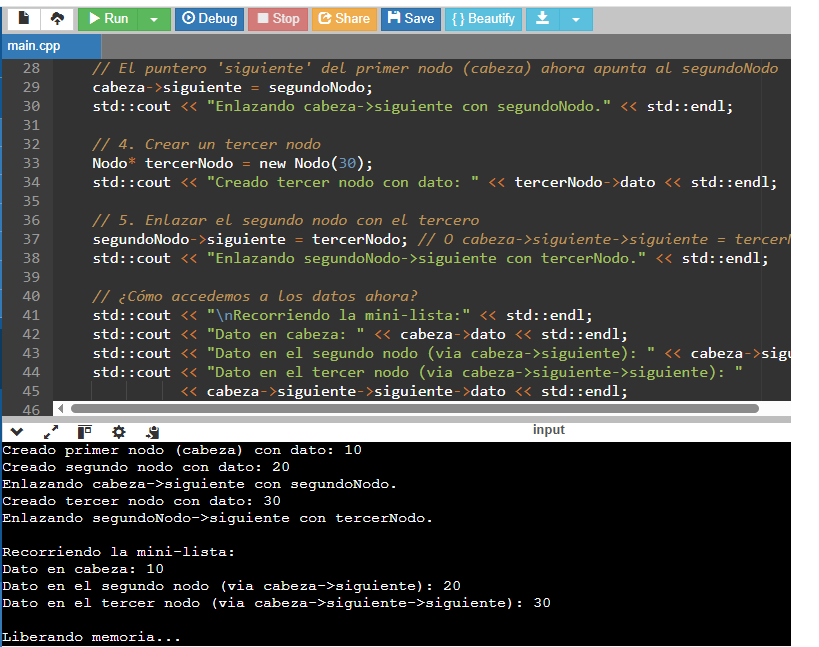 Run Debug Stop Share Save { } Beautify
main.cpp
28 // El puntero 'siguiente' del primer nodo (cabeza) ahora apunta al segundoNodo
29 cabeza->siguiente = segundoNodo;
30 std::cout << "Enlazando cabeza->siguiente con segundoNodo." << std::endl;
31
32 // 4. Crear un tercer nodo
33 Nodo* tercerNodo = new Nodo(30);
34 std::cout << "Creado tercer nodo con dato: " << tercerNodo->dato << std::endl;
35
36 // 5. Enlazar el segundo nodo con el tercero
37 segundoNodo->siguiente = tercerNodo; // O cabeza->siguiente->siguiente = tercerN
38 std::cout << "Enlazando segundoNodo->siguiente con tercerNodo." << std::endl;
39
40 // ¿Cómo accedemos a los datos ahora?
41 std::cout << "\nRecorriendo la mini-lista:" << std::endl;
42 std::cout << "Dato en cabeza: " << cabeza->dato << std::endl;
43 std::cout << "Dato en el segundo nodo (via cabeza->siguiente): " << cabeza->sigu
44 std::cout << "Dato en el tercer nodo (via cabeza->siguiente->siguiente): "
45 << cabeza->siguiente->siguiente->dato << std::endl;
46
input
Creado primer nodo (cabeza) con dato: 10
Creado segundo nodo con dato: 20
Enlazando cabeza->siguiente con segundoNodo.
Creado tercer nodo con dato: 30
Enlazando segundoNodo->siguiente con tercerNodo.
Recorriendo la mini-lista:
Dato en cabeza: 10
Dato en el segundo nodo (via cabeza->siguiente): 20
Dato en el tercer nodo (via cabeza->siguiente->siguiente): 30
Liberando memoria...